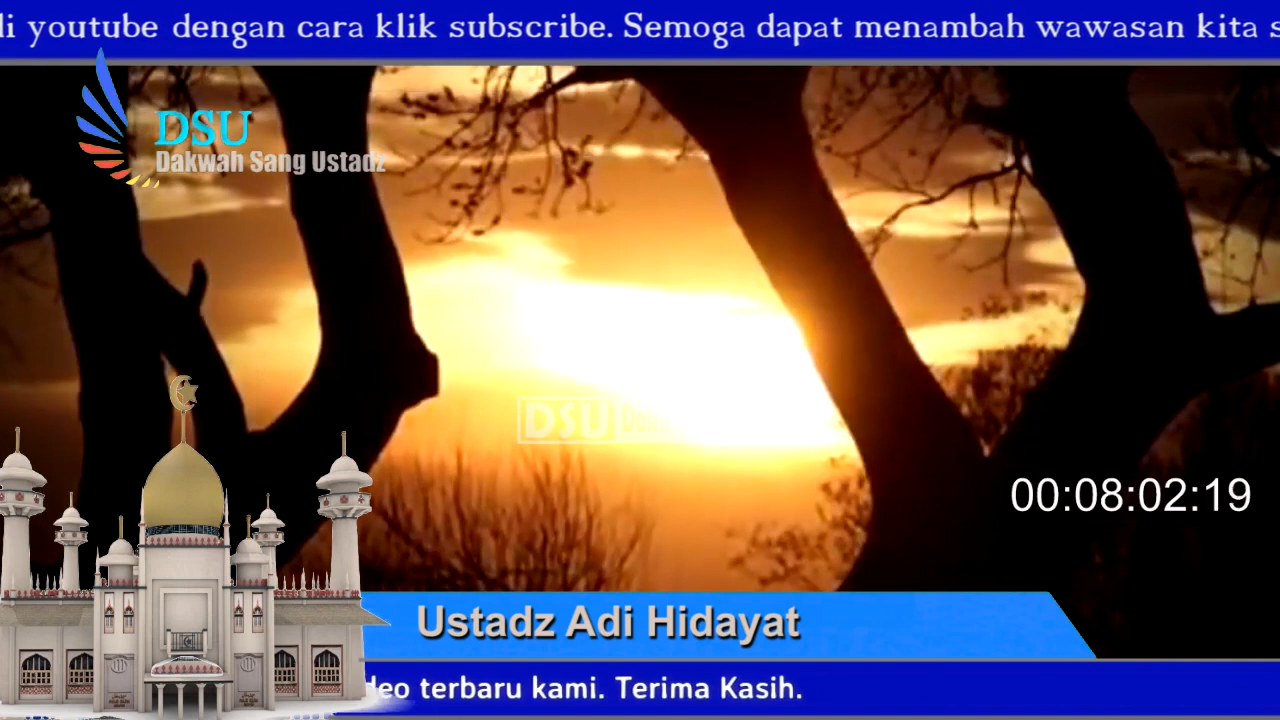 li youtube dengan cara klik subscribe. Semoga dapat menambah wawasan kita s
DSU
Dakwah Sang Ustadz
DSU
00:08:02:19
Ustadz Adi Hidayat
deo terbaru kami. Terima Kasih.